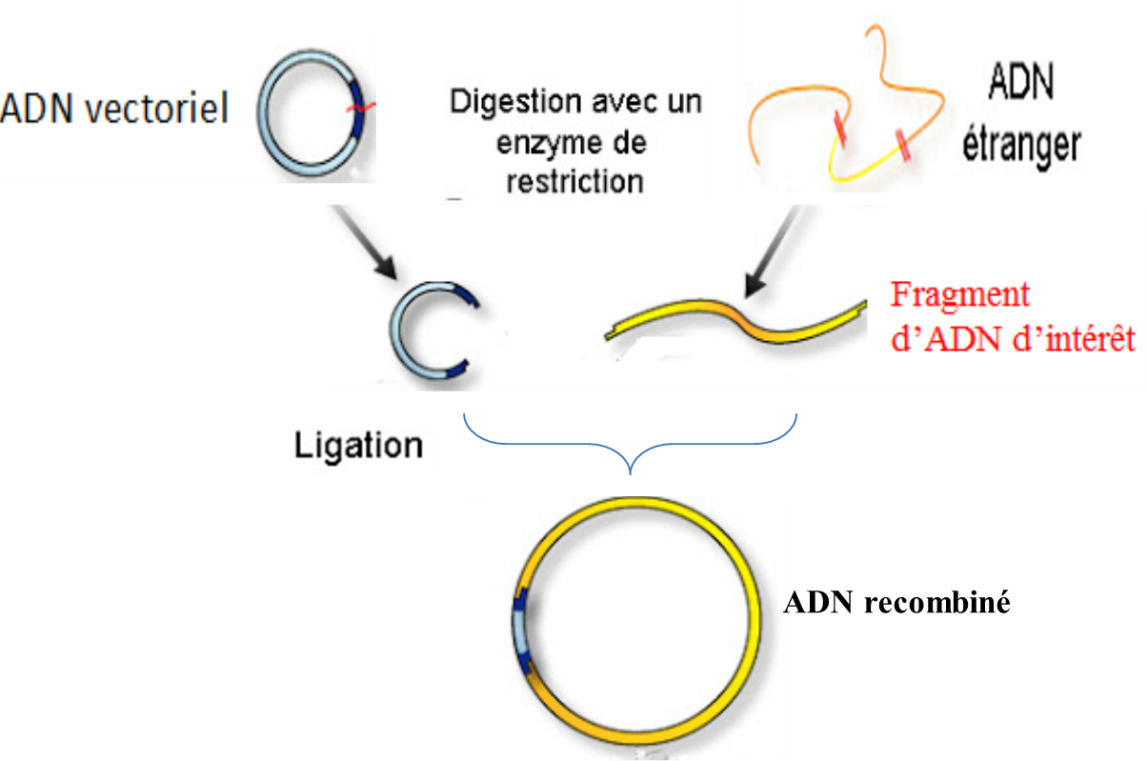 ADN vectoriel
Digestion avec un
enzyme de
restriction
ADN
étranger
Fragment
d’ADN d’intérêt
Ligation
ADN recombiné